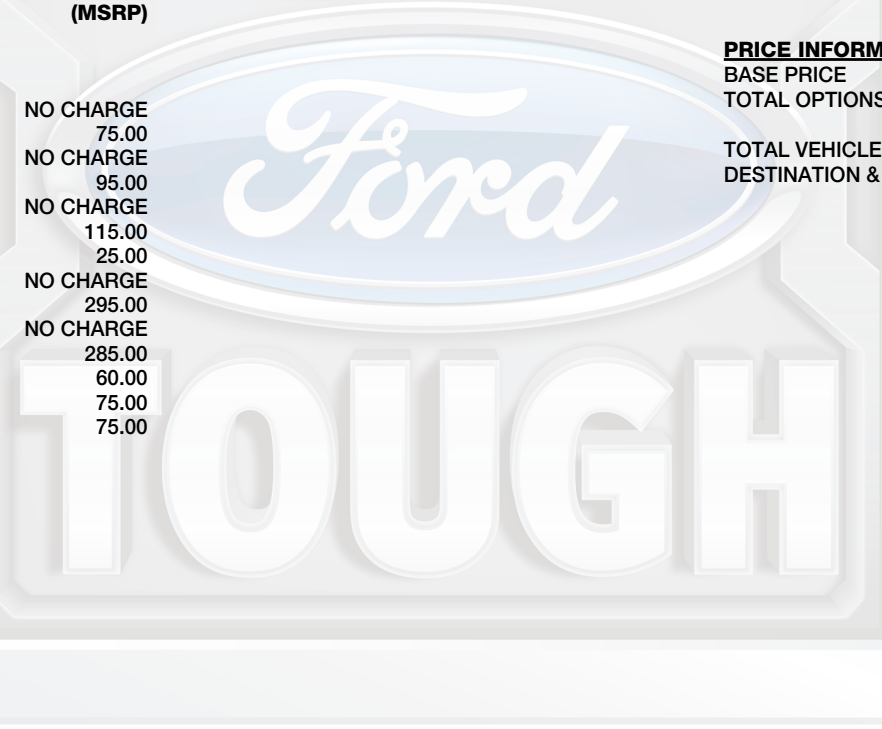 (MSRP)
NO CHARGE
75.00
NO CHARGE
95.00
NO CHARGE
115.00
25.00
NO CHARGE
295.00
NO CHARGE
285.00
60.00
75.00
75.00
PRICE INFORM
BASE PRICE
TOTAL OPTIONS
TOTAL VEHICLE
DESTINATION &
Ford
TOUGH